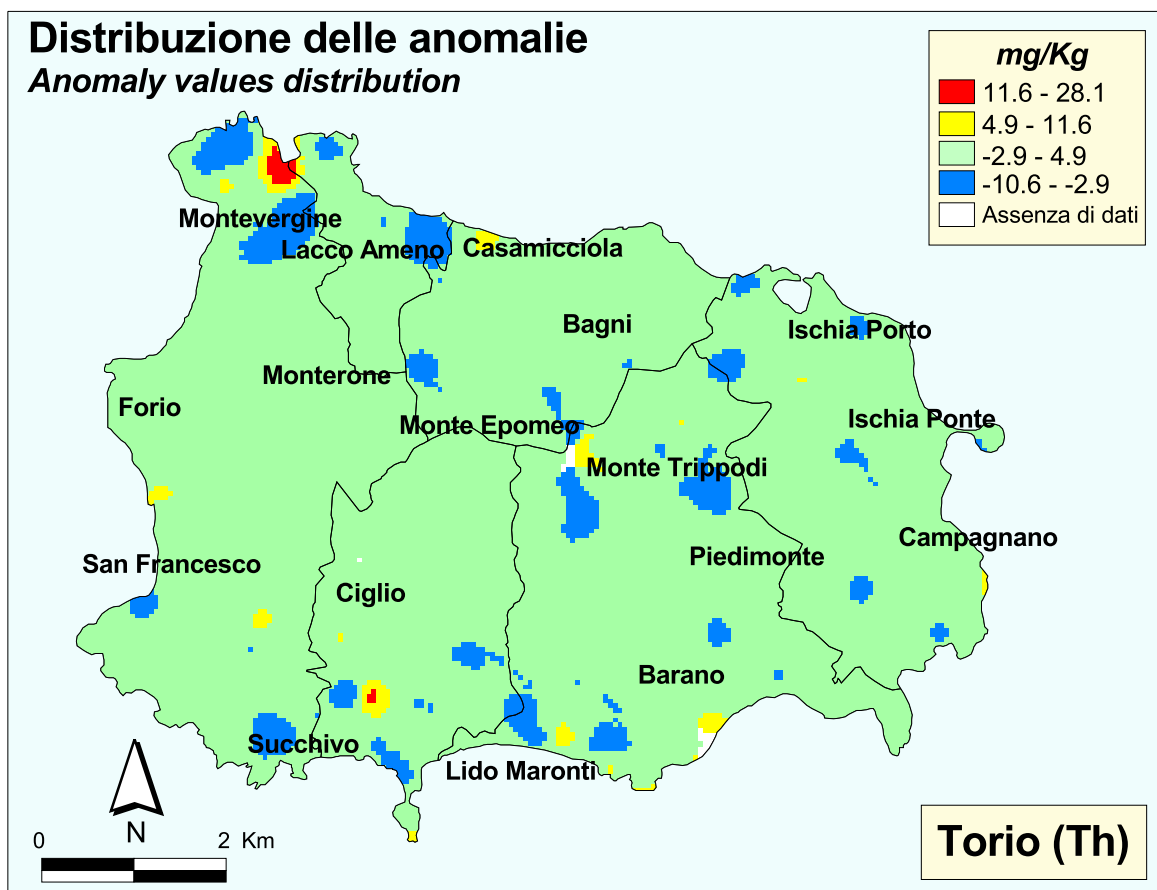 Distribuzione delle anomalie
Anomaly values distribution
mg/Kg
11.6 - 28.1
4.9 - 11.6
-2.9 - 4.9
-10.6 - -2.9
Assenza di dati
Montevergine
Lacco Ameno
Casamicciola
Bagni
Ischia Porto
Monterone
Forio
Monte Epomeo
Ischia Ponte
Monte Trippodi
Campagnano
Piedimonte
San Francesco
Ciglio
Barano
Succhivo
Lido Maronti
N
0 2 Km
Torio (Th)